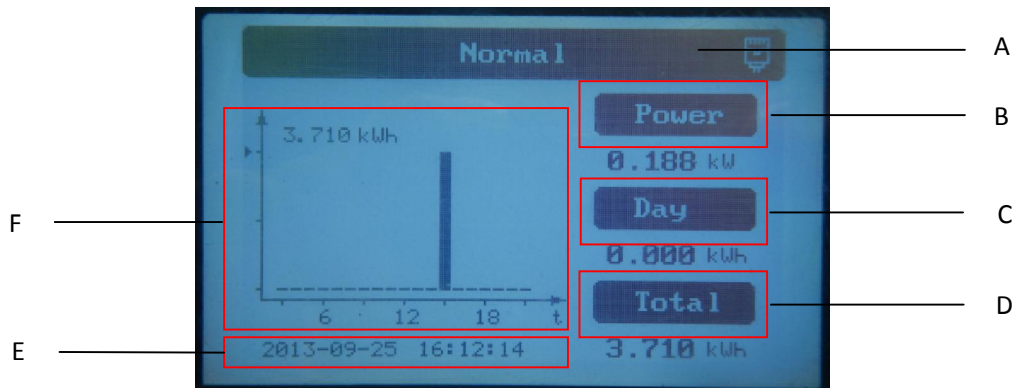 Normal
A
Power
B
3.710 kWh
0.188 kW
Day
C
F
0.000 kWh
Total
D
6 12 18 t
E
2013-09-25 16:12:14
3.710 kWh